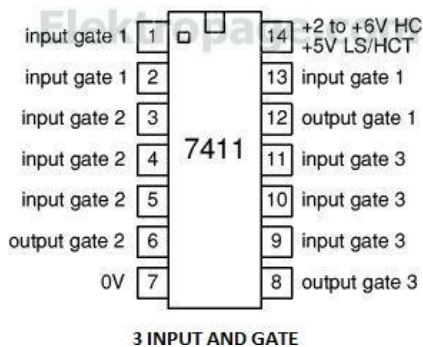 Elektropage.com
input gate 1 1 14 +2 to +6V HC
+5V LS/HCT
input gate 1 2 13 input gate 1
input gate 2 3 12 output gate 1
input gate 2 4 7411 11 input gate 3
input gate 2 5 10 input gate 3
output gate 2 6 9 input gate 3
0V 7 8 output gate 3
3 INPUT AND GATE